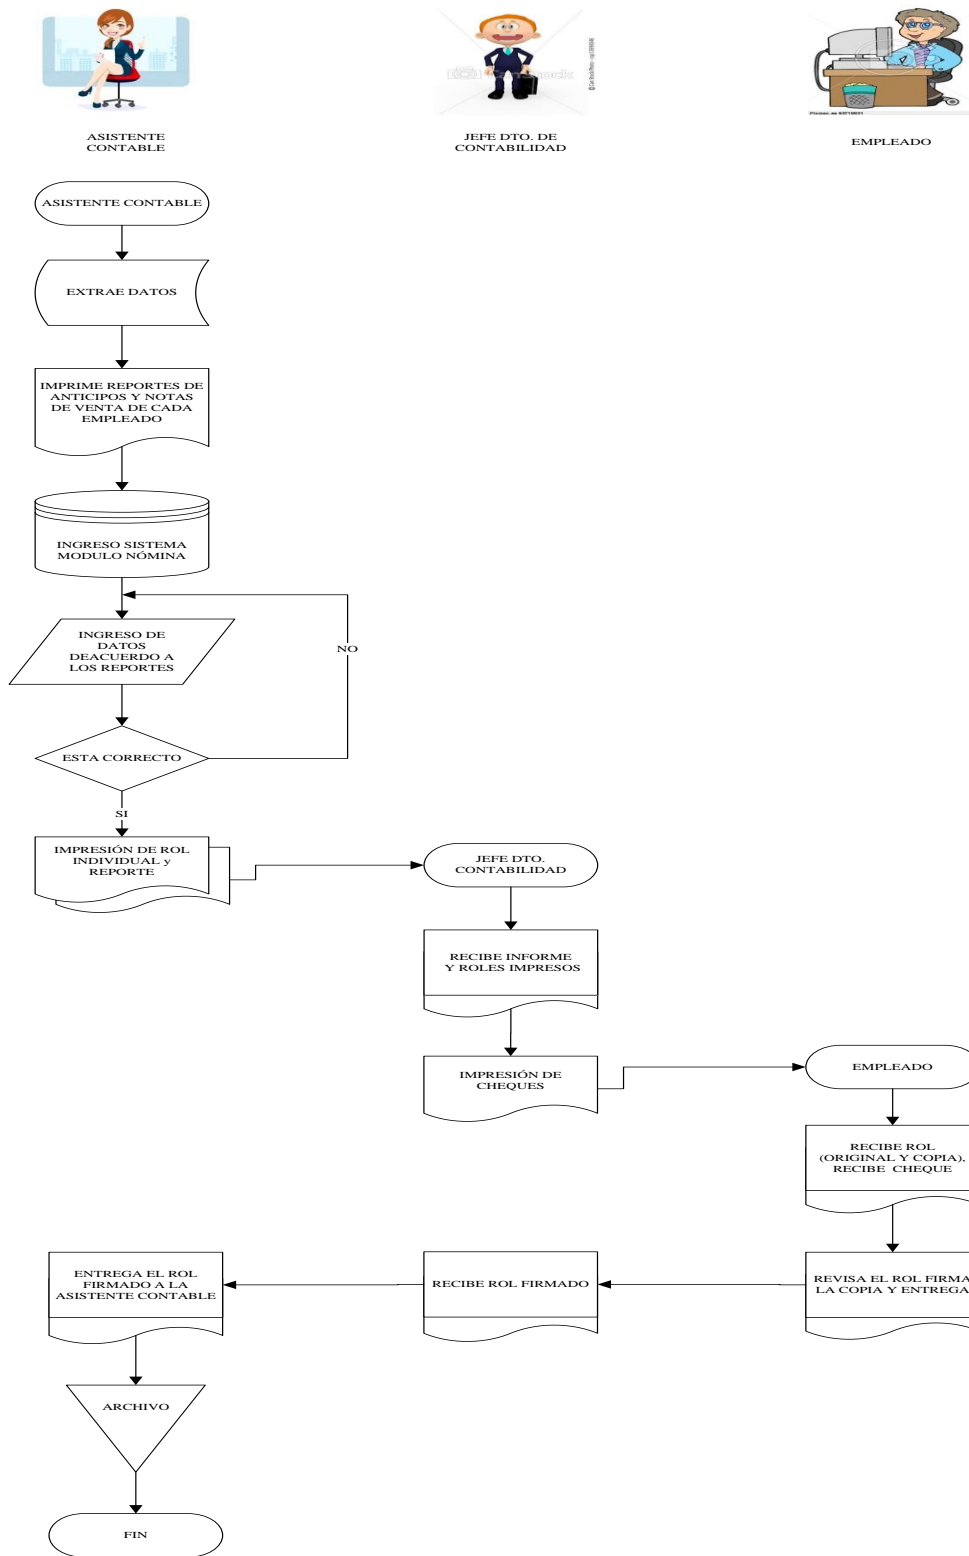 ASISTENTE
CONTABLE
JEFE DTO. DE
CONTABILIDAD
EMPLEADO
ASISTENTE CONTABLE
EXTRAE DATOS
IMPRIME REPORTES DE
ANTICIPOS Y NOTAS
DE VENTA DE CADA
EMPLEADO
INGRESO SISTEMA
MODULO NÓMINA
INGRESO DE
DATOS
DEACUERDO A
LOS REPORTES
NO
ESTA CORRECTO
SI
IMPRESIÓN DE ROL
INDIVIDUAL y
REPORTE
JEFE DTO.
CONTABILIDAD
RECIBE INFORME
Y ROLES IMPRESOS
IMPRESIÓN DE
CHEQUES
EMPLEADO
RECIBE ROL
(ORIGINAL Y COPIA),
RECIBE CHEQUE
REVISA EL ROL FIRMA
LA COPIA Y ENTREGA
RECIBE ROL FIRMADO
ENTREGA EL ROL
FIRMADO A LA
ASISTENTE CONTABLE
ARCHIVO
FIN